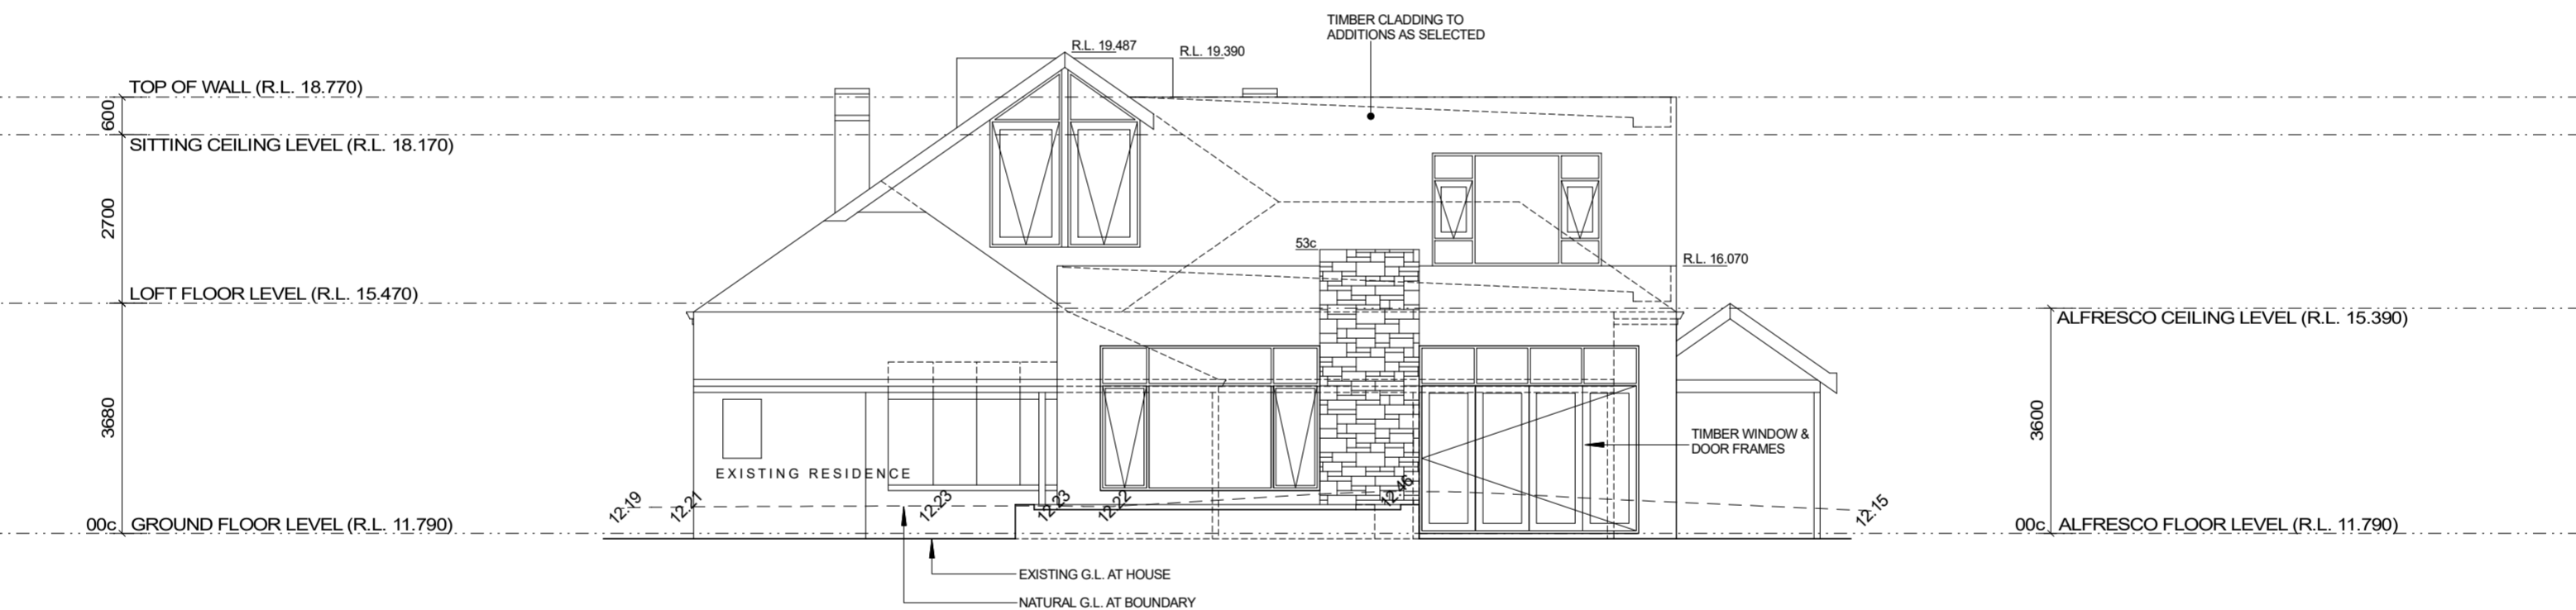 TIMBER CLADDING TO
ADDITIONS AS SELECTED
R.L. 19.487
R.L. 19.390
TOP OF WALL (R.L. 18.770)
600
SITTING CEILING LEVEL (R.L. 18.170)
2700
53c
R.L. 16.070
LOFT FLOOR LEVEL (R.L. 15.470)
ALFRESCO CEILING LEVEL (R.L. 15.390)
3680
3600
TIMBER WINDOW &
DOOR FRAMES
EXISTING RESIDENCE
12.19
12.21
12.23
12.23
12.22
12.46
12.15
00c GROUND FLOOR LEVEL (R.L. 11.790)
00c ALFRESCO FLOOR LEVEL (R.L. 11.790)
EXISTING G.L. AT HOUSE
NATURAL G.L. AT BOUNDARY